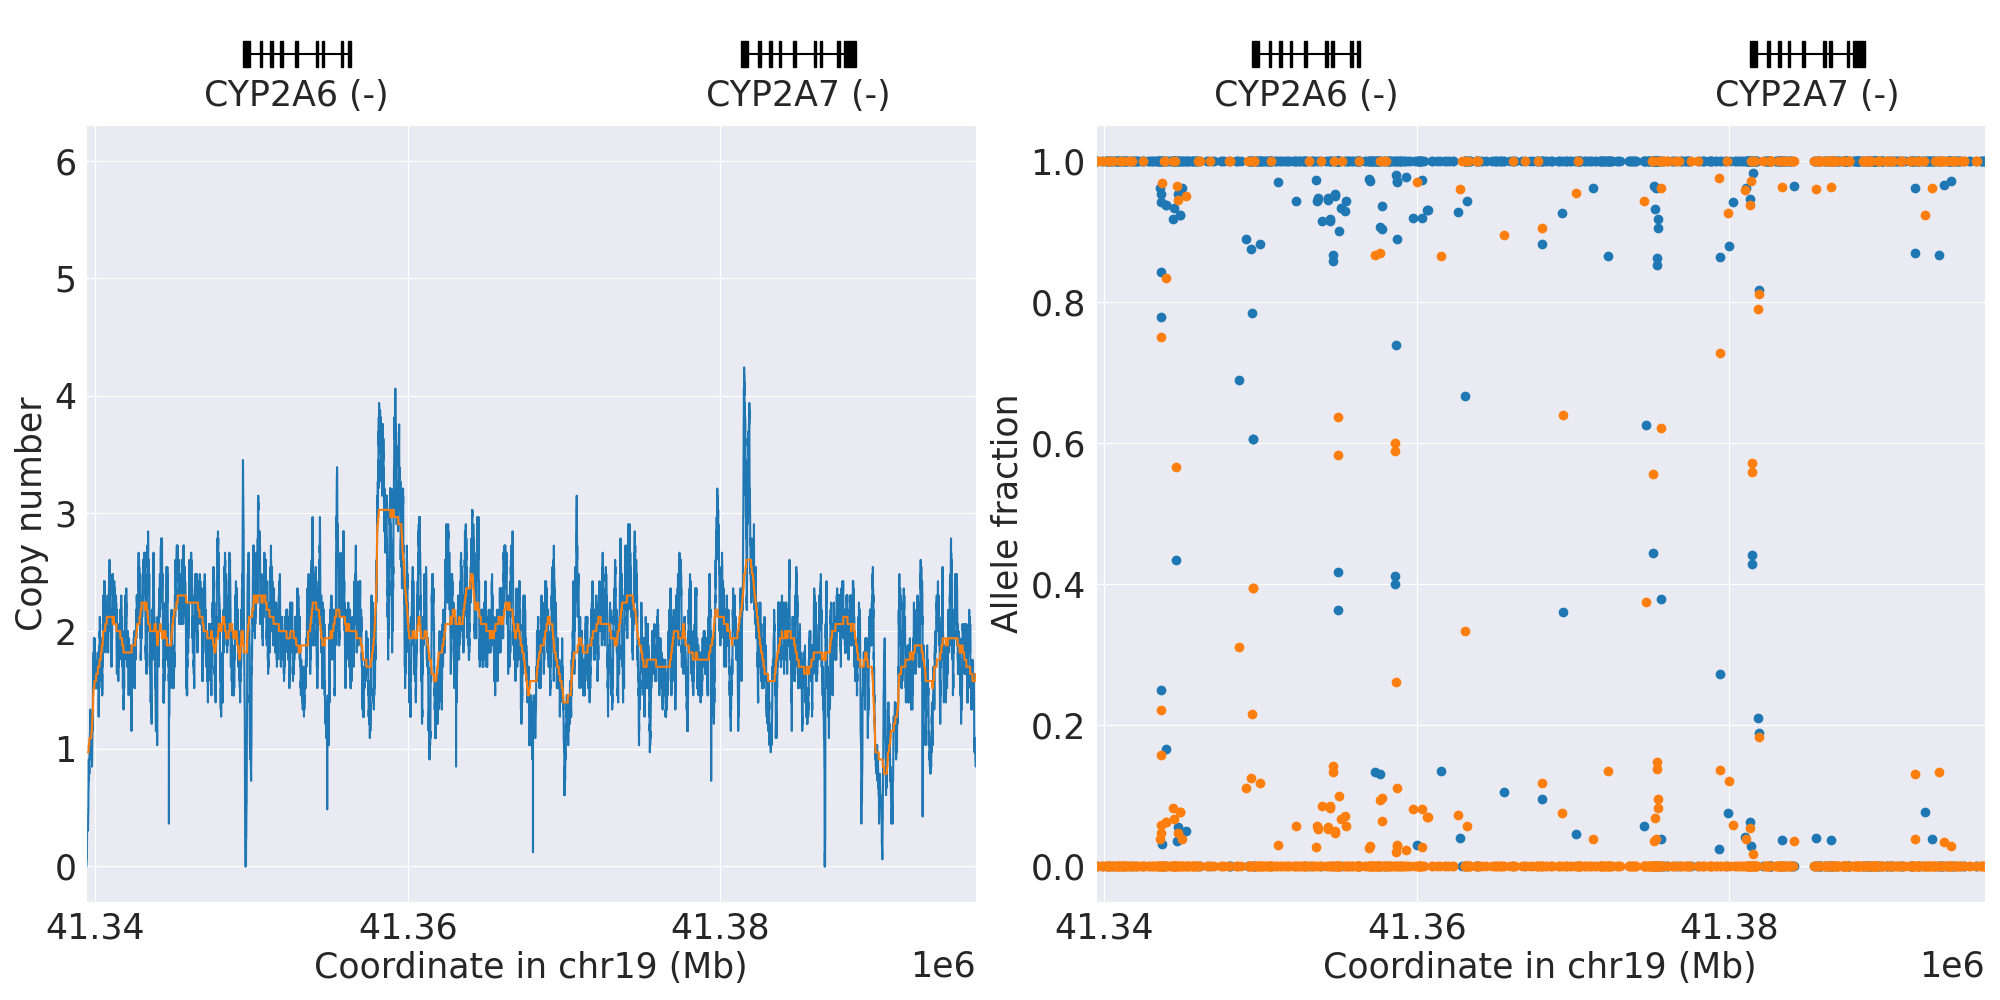 CYP2A6 (-)
CYP2A7 (-)
6
5
4
3
2
1
0
Copy number
41.34
41.36
41.38
Coordinate in chr19 (Mb)
1e6
CYP2A6 (-)
CYP2A7 (-)
1.0
0.8
0.6
0.4
0.2
0.0
Allele fraction
41.34
41.36
41.38
Coordinate in chr19 (Mb)
1e6